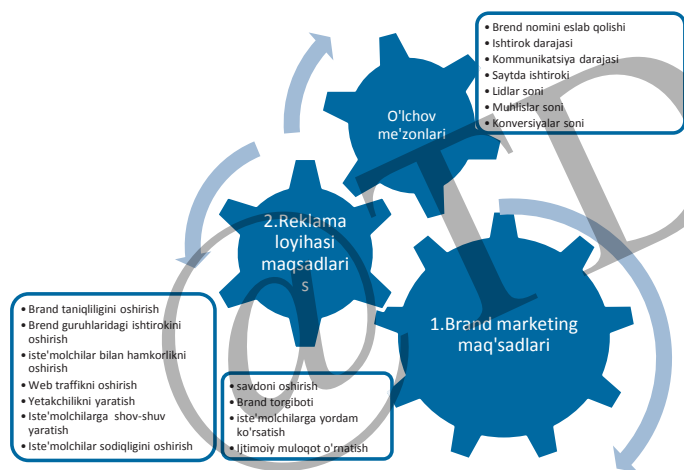 • Brend nomini eslab qolishi
• Ishtirok darajasi
• Kommunikatsiya darajasi
• Saytda ishtiroki
• Lidlar soni
• Muhlislar soni
• Konversiyalar soni
O'lchov
me'zonlari
2.Reklama
loyihasi
maqsadlari
s
1.Brand marketing
maq'sadlari
• Brand taniqliligini oshirish
• Brend guruhlaridagi ishtirokini
oshirish
• iste'molchilar bilan hamkorlikni
oshirish
• Web traffikni oshirish
• Yetakchilikni yaratish
• Iste'molchilarga shov-shuv
yaratish
• Iste'molchilar sodiqligini oshirish
• savdoni oshirish
• Brand torgiboti
• iste'molchilarga yordam
ko'rsatish
• Ijtimoiy muloqot o'rnatish